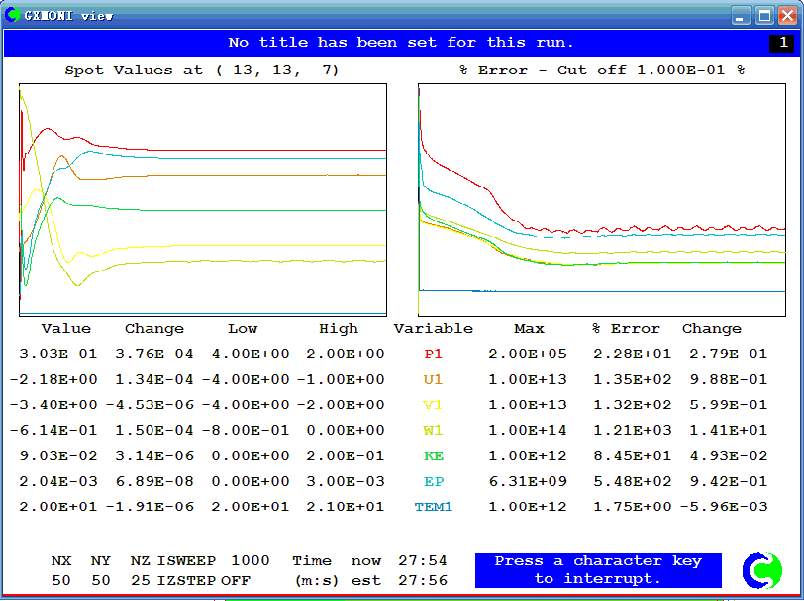 GXMONI view
No title has been set for this run. 1
Spot Values at ( 13, 13, 7) % Error - Cut off 1.000E-01 %
Value Change Low High Variable Max % Error Change
3.03E 01 3.76E 04 4.00E+00 2.00E+00 P1 2.00E+05 2.28E+01 2.79E 01
-2.18E+00 1.34E-04 -4.00E+00 -1.00E+00 U1 1.00E+13 1.35E+02 9.88E-01
-3.40E+00 -4.53E-06 -4.00E+00 -2.00E+00 V1 1.00E+13 1.32E+02 5.99E-01
-6.14E-01 1.50E-04 -8.00E-01 0.00E+00 W1 1.00E+14 1.21E+03 1.41E+01
9.03E-02 3.14E-06 0.00E+00 2.00E-01 KE 1.00E+12 8.45E+01 4.93E-02
2.04E-03 6.89E-08 0.00E+00 3.00E-03 EP 6.31E+09 5.48E+02 9.42E-01
2.00E+01 -1.91E-06 2.00E+01 2.10E+01 TEM1 1.00E+12 1.75E+00 -5.96E-03
NX NY NZ ISWEEP 1000 Time now 27:54 Press a character key
50 50 25 IZSTEP OFF (m:s) est 27:56 to interrupt.